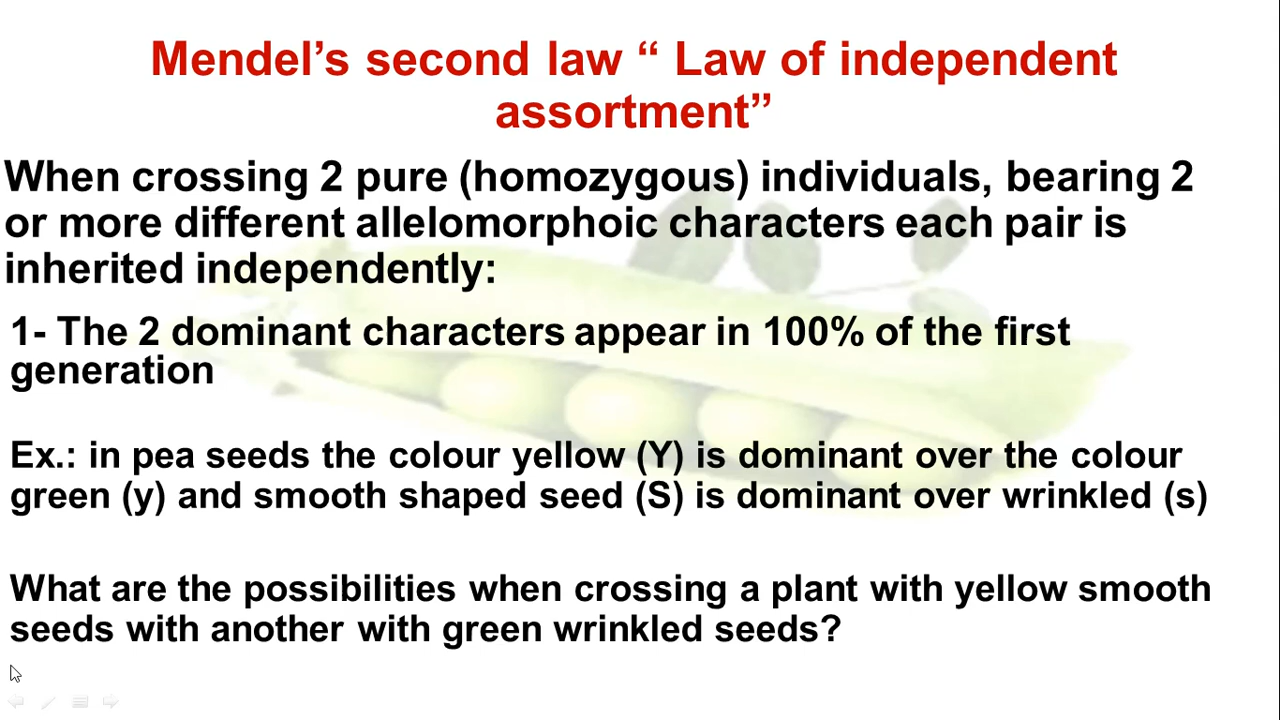 Mendel’s second law “ Law of independent
assortment”
When crossing 2 pure (homozygous) individuals, bearing 2
or more different allelomorphoic characters each pair is
inherited independently:
1- The 2 dominant characters appear in 100% of the first
generation
Ex.: in pea seeds the colour yellow (Y) is dominant over the colour
green (y) and smooth shaped seed (S) is dominant over wrinkled (s)
What are the possibilities when crossing a plant with yellow smooth
seeds with another with green wrinkled seeds?